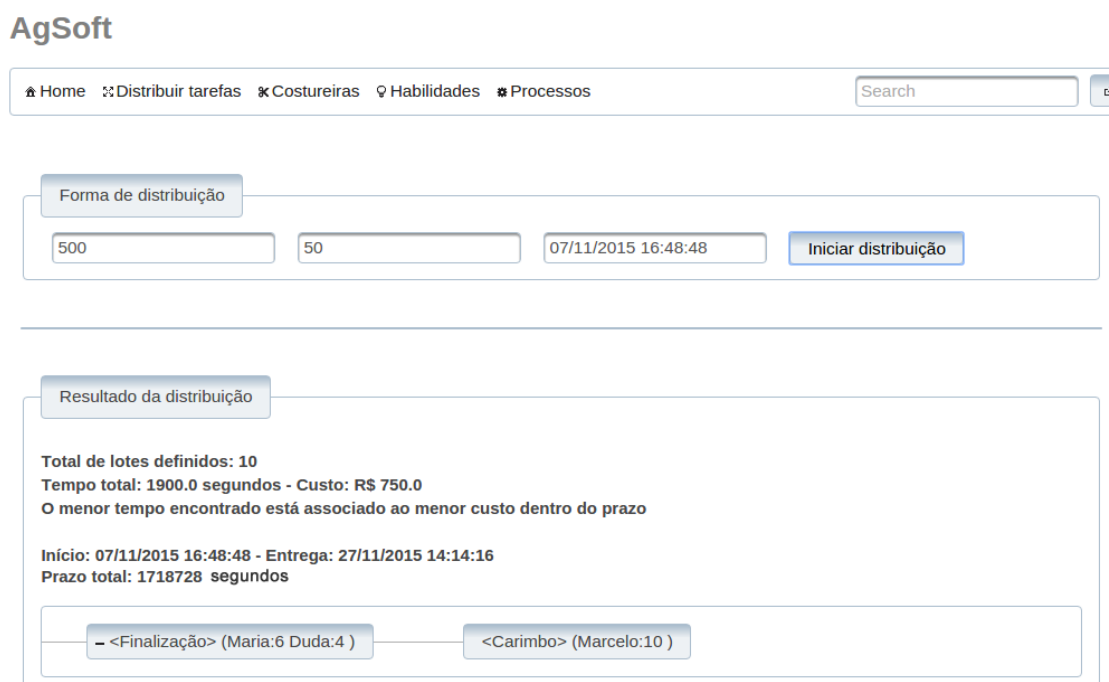 AgSoft
Home Distribuir tarefas Costureiras Habilidades Processos Search
Forma de distribuição
500 50 07/11/2015 16:48:48 Iniciar distribuição
Resultado da distribuição
Total de lotes definidos: 10
Tempo total: 1900.0 segundos - Custo: R$ 750.0
O menor tempo encontrado está associado ao menor custo dentro do prazo
Início: 07/11/2015 16:48:48 - Entrega: 27/11/2015 14:14:16
Prazo total: 1718728 segundos
– <Finalização> (Maria:6 Duda:4 ) <Carimbo> (Marcelo:10 )